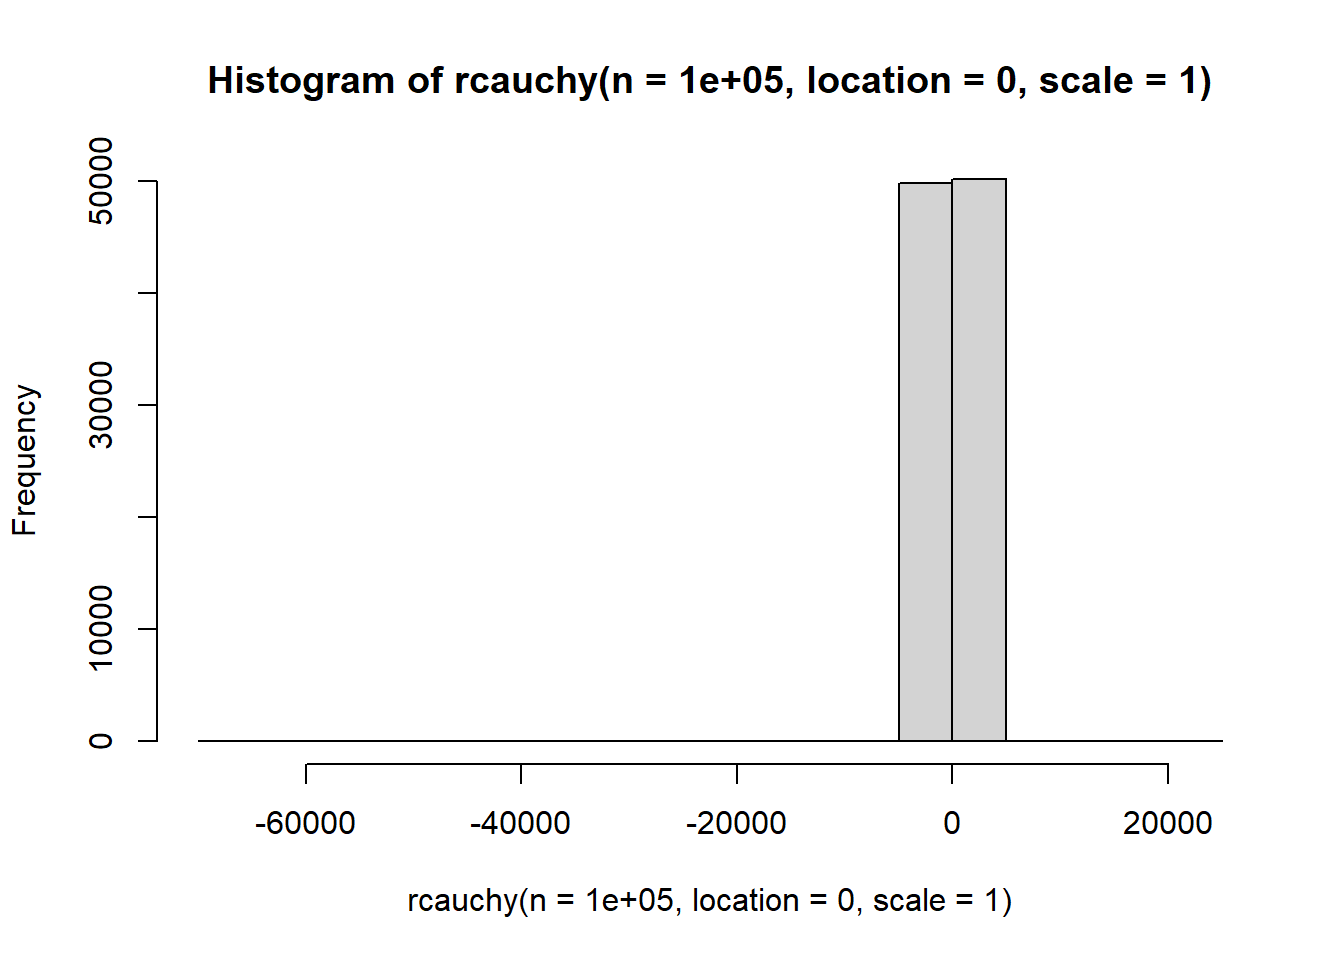 Histogram of rcauchy(n = 1e+05, location = 0, scale = 1)
Frequency
50000
30000
10000
0
-60000 -40000 -20000 0 20000
rcauchy(n = 1e+05, location = 0, scale = 1)